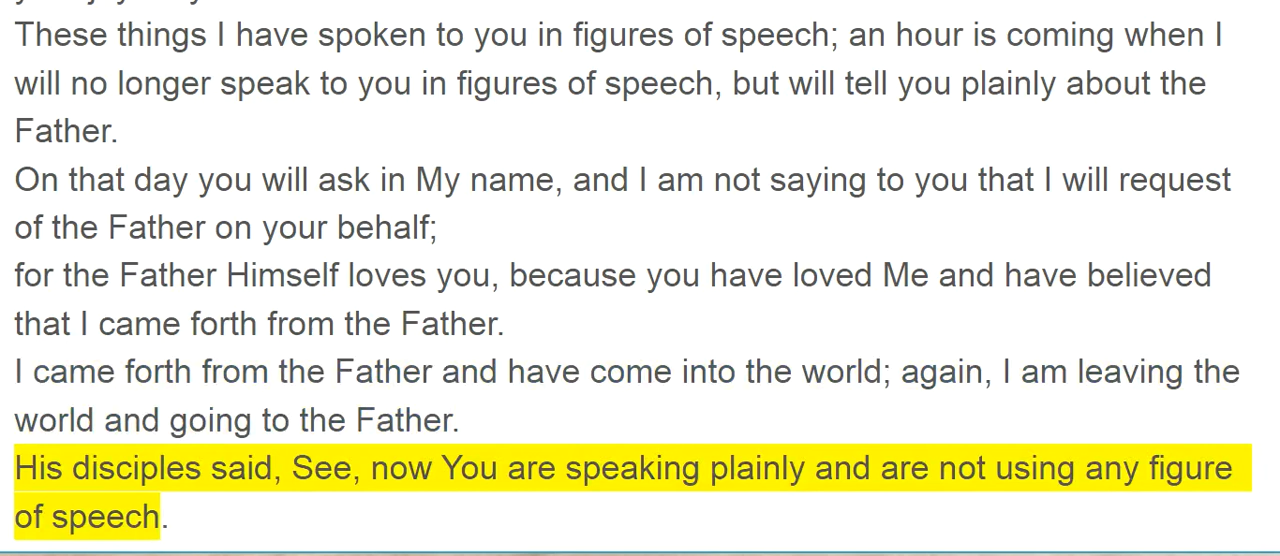 These things I have spoken to you in figures of speech; an hour is coming when I
will no longer speak to you in figures of speech, but will tell you plainly about the
Father.
On that day you will ask in My name, and I am not saying to you that I will request
of the Father on your behalf;
for the Father Himself loves you, because you have loved Me and have believed
that I came forth from the Father.
I came forth from the Father and have come into the world; again, I am leaving the
world and going to the Father.
His disciples said, See, now You are speaking plainly and are not using any figure
of speech.